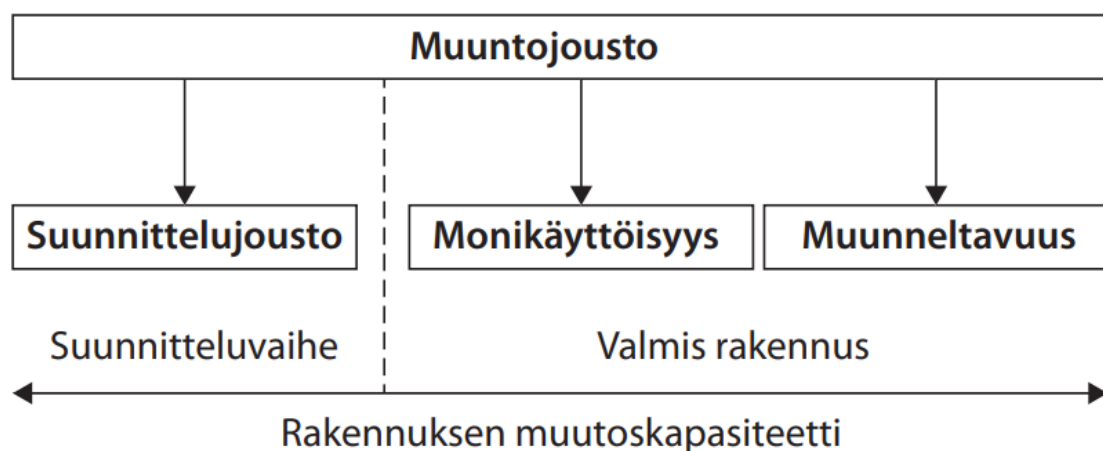 Muuntojousto
Suunnittelujousto Monikäyttöisyys Muunneltavuus
Suunnitteluvaihe Valmis rakennus
Rakennuksen muutoskapasiteetti